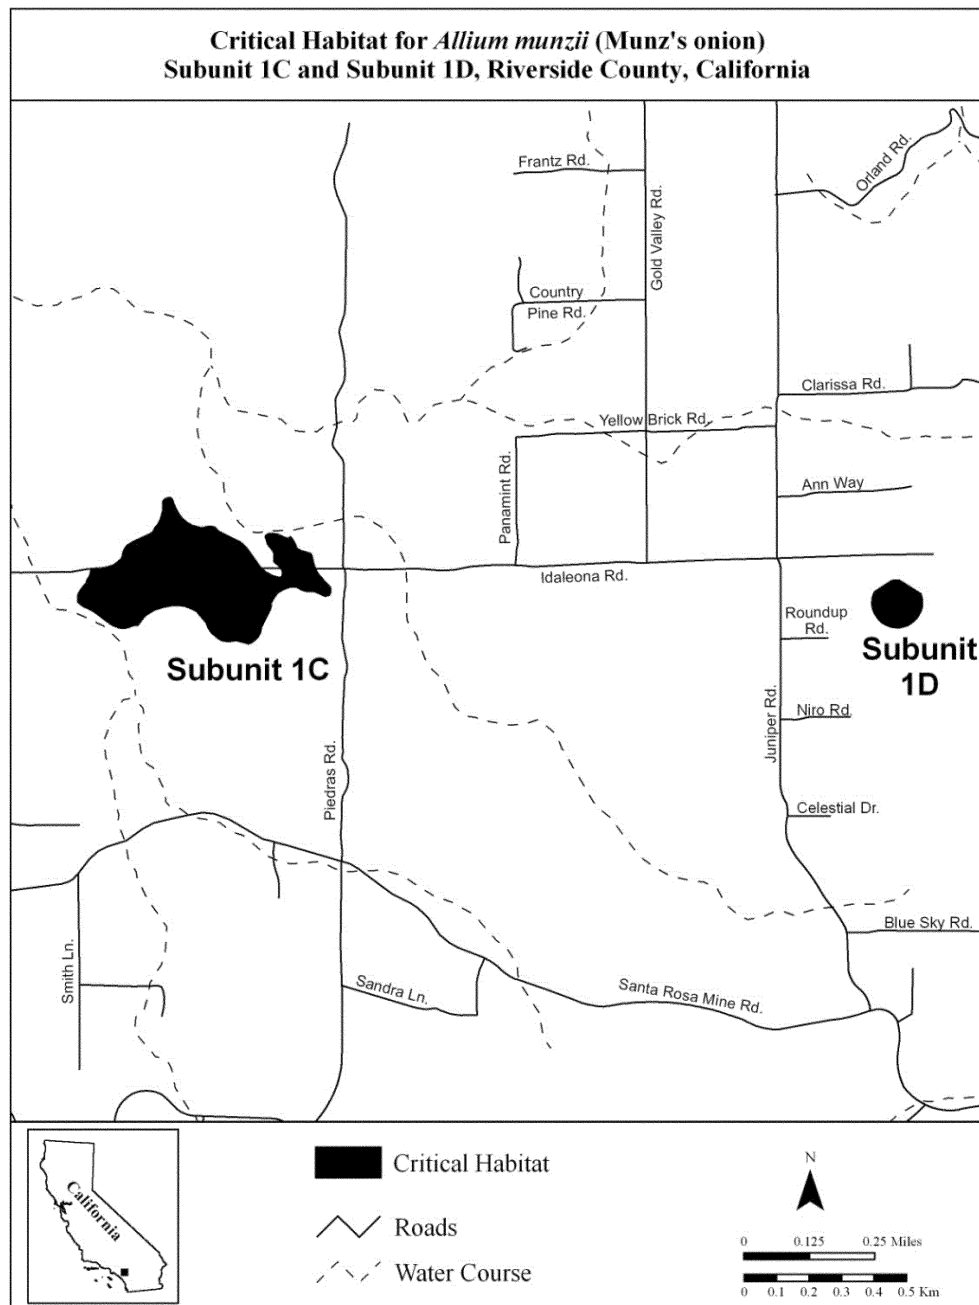 Critical Habitat for Allium munzii (Munz's onion)
Subunit 1C and Subunit 1D, Riverside County, California
Frantz Rd.
Orland Rd.
Gold Valley Rd.
Country
Pine Rd.
Clarissa Rd.
Yellow Brick Rd.
Panamint Rd.
Ann Way
Idaleona Rd.
Roundup
Rd.
Subunit 1C
Subunit
1D
Juniper Rd.
Niro Rd.
Piedras Rd.
Celestial Dr.
Blue Sky Rd.
Smith Ln.
Sandra Ln.
Santa Rosa Mine Rd.
California
Critical Habitat
Roads
Water Course
N
0 0.125 0.25 Miles
0 0.1 0.2 0.3 0.4 0.5 Km